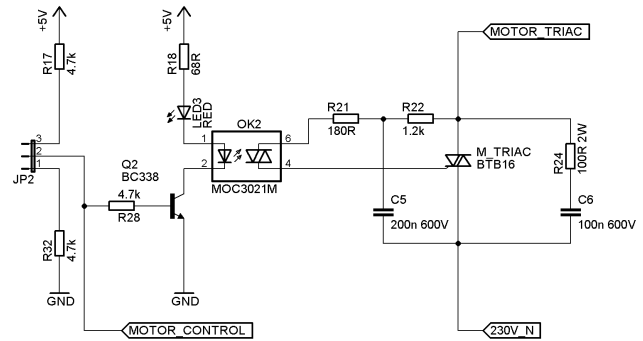 +5V
+5V
MOTOR_TRIAC
R17
4.7k
R18
68R
LED3
RED
OK2
R21
180R
R22
1.2k
3
2
1
JP2
1
2
6
4
MOC3021M
Q2
BC338
4.7k
R28
M_TRIAC
BTB16
R24
100R 2W
C5
200n 600V
C6
100n 600V
R32
4.7k
GND
GND
MOTOR_CONTROL
230V_N